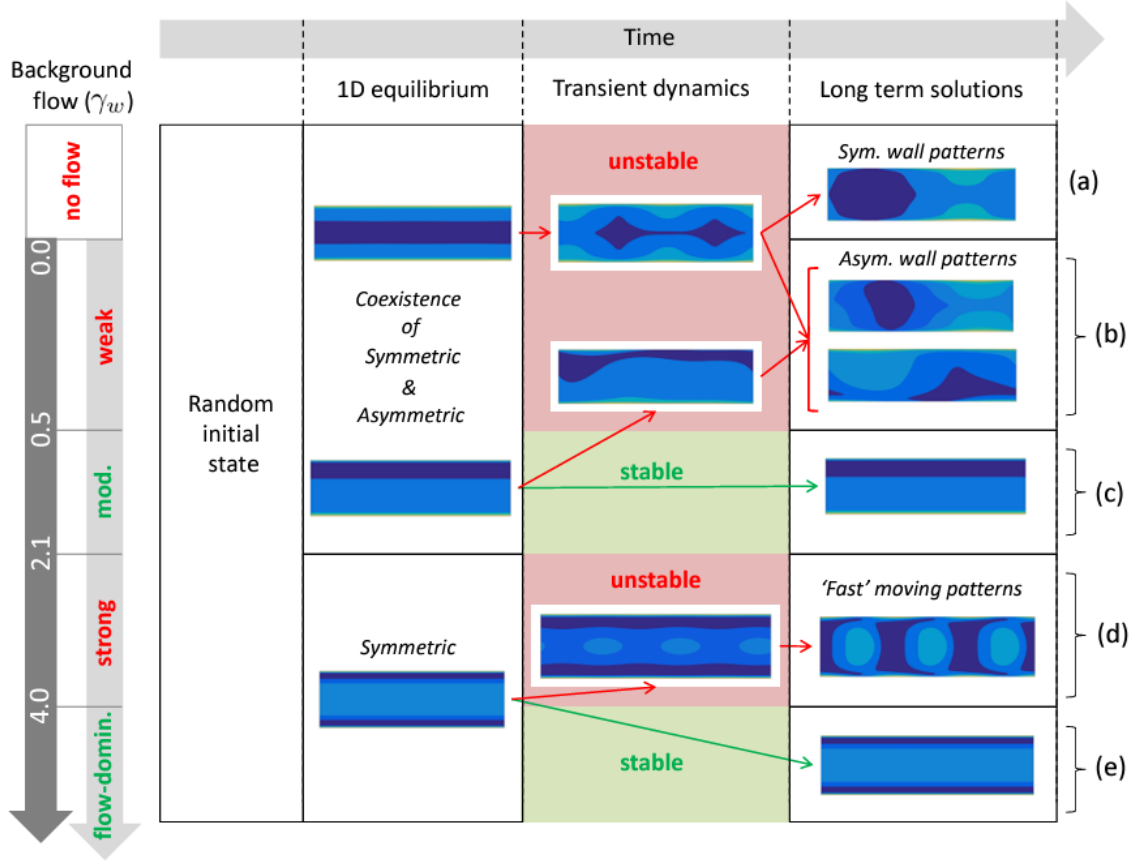 Time
Background
flow (γ_w)
1D equilibrium
Transient dynamics
Long term solutions
no flow
0.0
weak
0.5
mod.
2.1
strong
4.0
flow-domin.
Random
initial
state
Coexistence
of
Symmetric
&
Asymmetric
Symmetric
unstable
stable
unstable
stable
Sym. wall patterns
(a)
Asym. wall patterns
(b)
(c)
'Fast' moving patterns
(d)
(e)